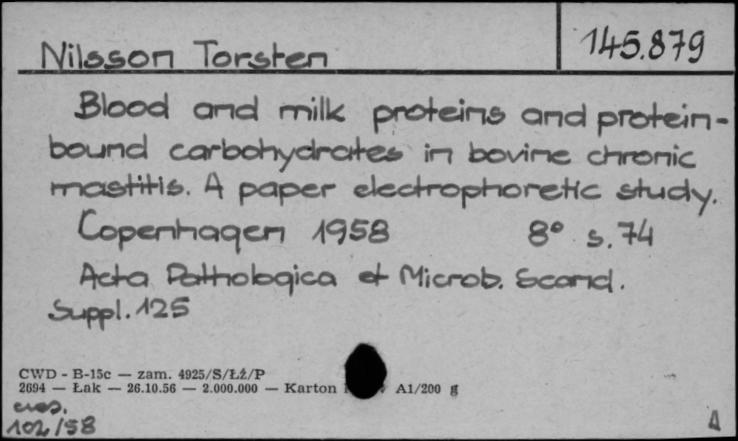 Nilsson Torsten
145.879
Blood and milk proteins and protein-
bound carbohydrates in bovine chronic
mastitis. A paper electrophoretic study.
Copenhagen 1958 8° s. 74
Acta Pathologica et Microb. Scand.
Suppl. 125
CWD - B-15c — zam. 4925/S/ŁŻ/P
2694 — Łak — 26.10.56 — 2.000.000 — Karton A1/200 g
102/58